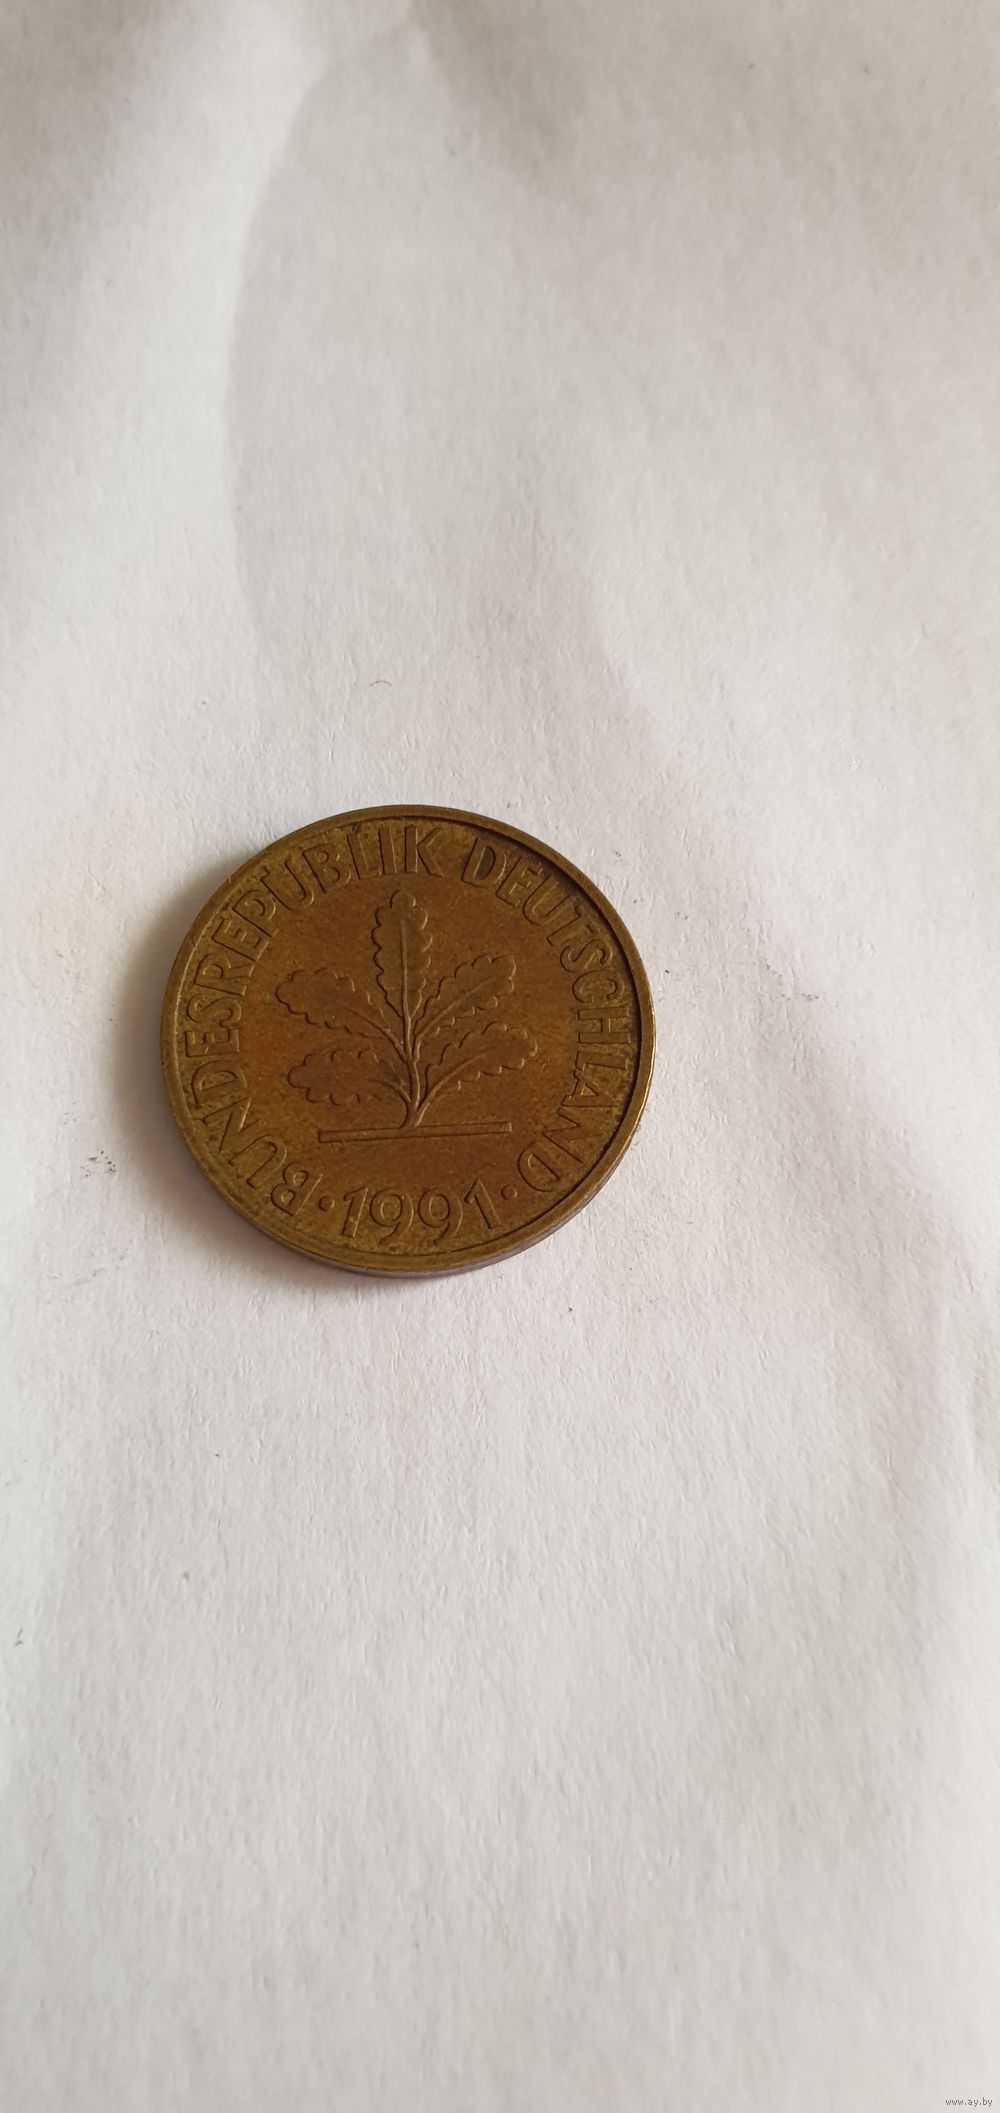 BUNDESREPUBLIK DEUTSCHLAND
· 1991 ·
www.ay.by